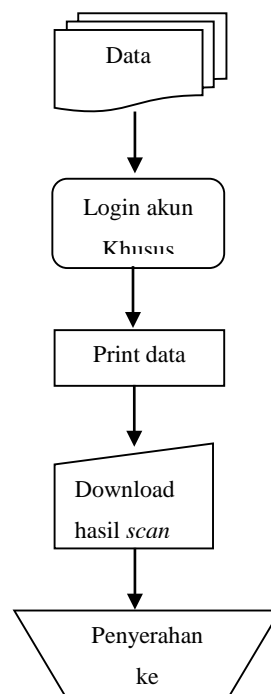 Data
Login akun
Khusus
Print data
Download
hasil scan
Penyerahan
ke